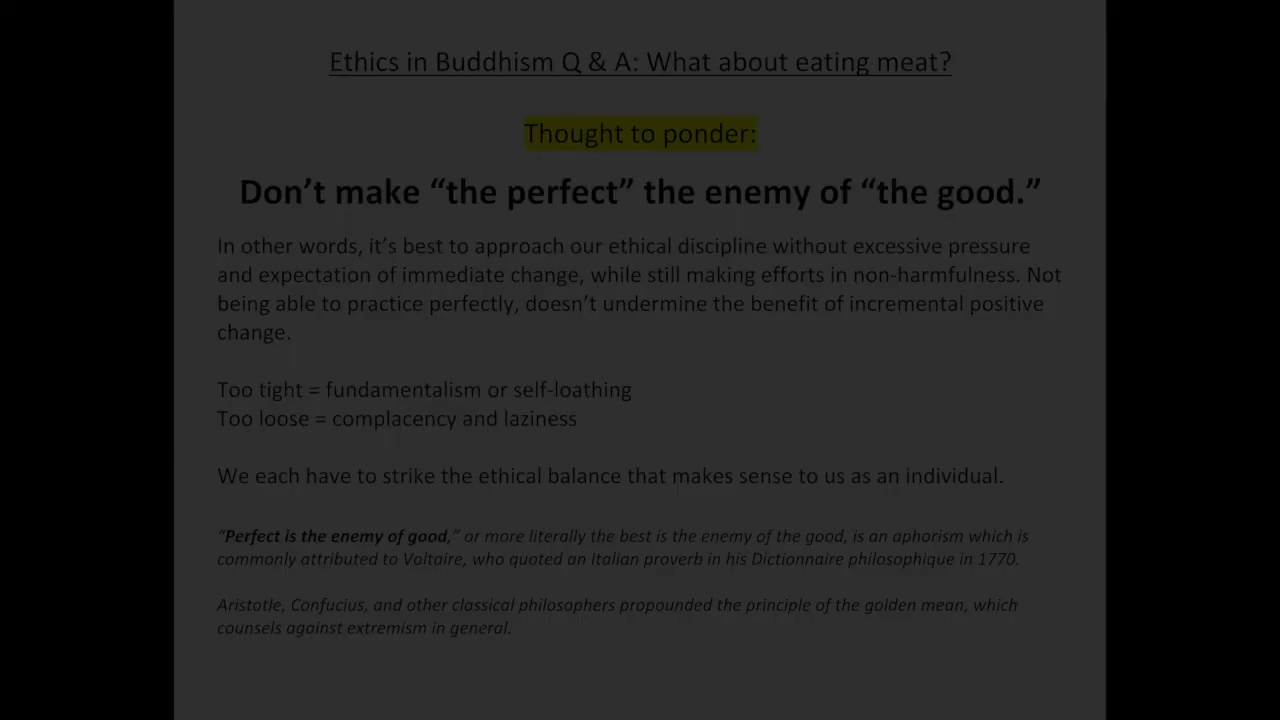 Ethics in Buddhism Q & A: What about eating meat?
Thought to ponder:
Don’t make “the perfect” the enemy of “the good.”
In other words, it’s best to approach our ethical discipline without excessive pressure
and expectation of immediate change, while still making efforts in non-harmfulness. Not
being able to practice perfectly, doesn’t undermine the benefit of incremental positive
change.
Too tight = fundamentalism or self-loathing
Too loose = complacency and laziness
We each have to strike the ethical balance that makes sense to us as an individual.
“Perfect is the enemy of good,” or more literally the best is the enemy of the good, is an aphorism which is
commonly attributed to Voltaire, who quoted an Italian proverb in his Dictionnaire philosophique in 1770.
Aristotle, Confucius, and other classical philosophers propounded the principle of the golden mean, which
counsels against extremism in general.